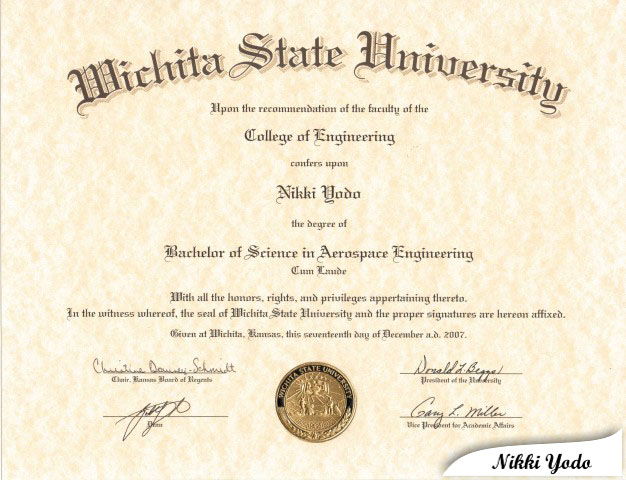 Wichita State University
Upon the recommendation of the faculty of the
College of Engineering
confers upon
Nikki Yodo
the degree of
Bachelor of Science in Aerospace Engineering
Cum Laude
With all the honors, rights, and privileges appertaining thereto.
In the witness whereof, the seal of Wichita State University and the proper signatures are hereon affixed.
Given at Wichita, Kansas, this seventeenth day of December a.d. 2007.
Christine Downey-Schmidt
Chair, Kansas Board of Regents
Donald L Beggs
President of the University
Dean
Gary L. Miller
Vice President for Academic Affairs
WICHITA STATE UNIVERSITY
Nikki Yodo